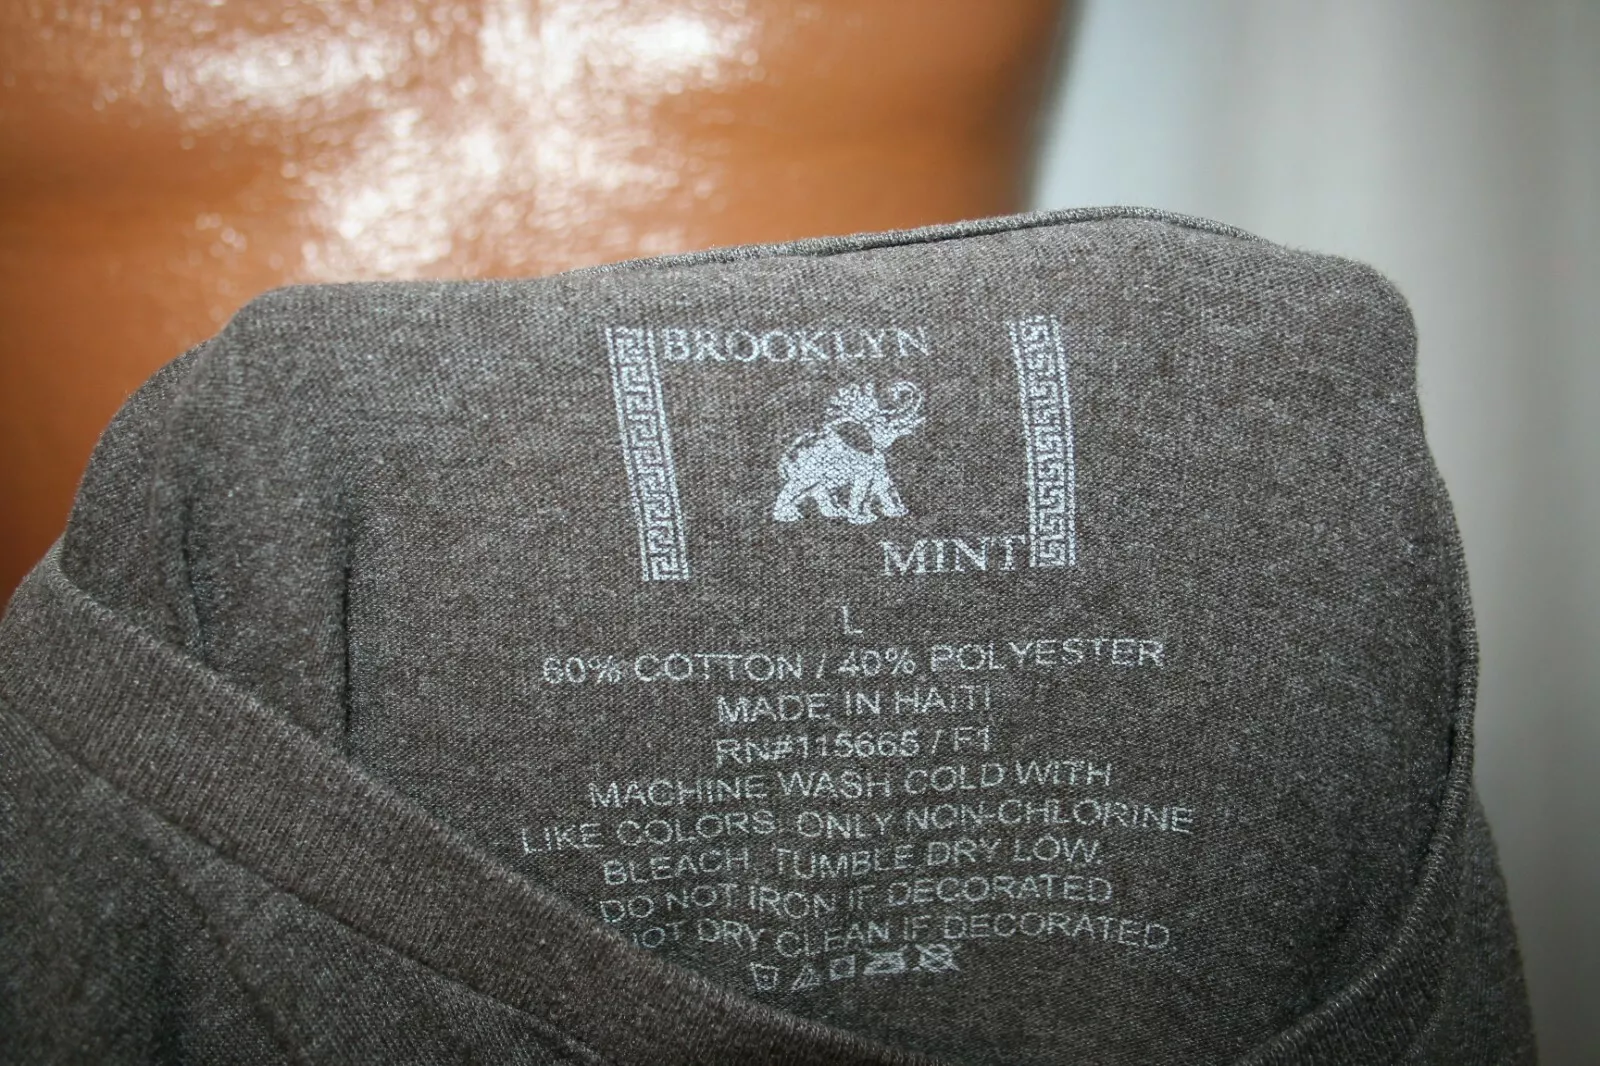 BROOKLYN
MINT
L
60% COTTON / 40% POLYESTER
MADE IN HAITI
RN#115665 / F1
MACHINE WASH COLD WITH
LIKE COLORS. ONLY NON-CHLORINE
BLEACH. TUMBLE DRY LOW.
DO NOT IRON IF DECORATED
NOT DRY CLEAN IF DECORATED.